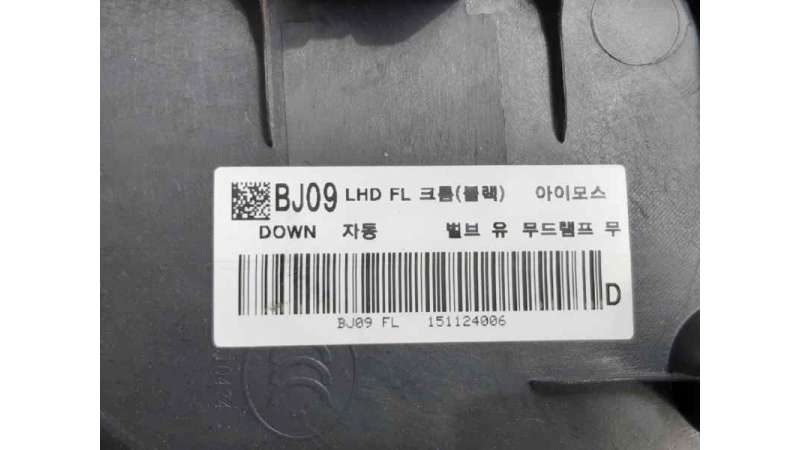 BJ09 LHD FL 크롬(블랙) 아이모스
DOWN 자동 벌브 유 무드램프 무
D
BJ09 FL 151124006